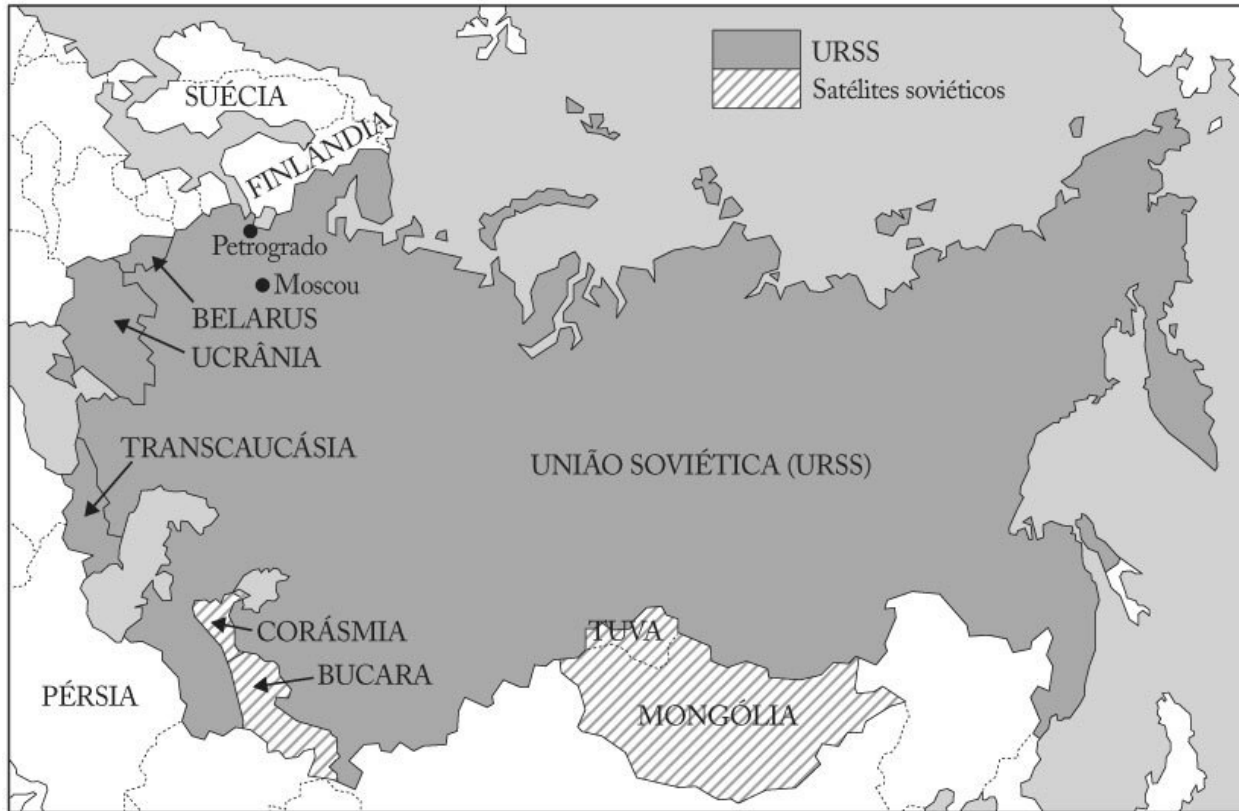 URSS
Satélites soviéticos
SUÉCIA
FINLÂNDIA
Petrogrado
Moscou
BELARUS
UCRÂNIA
TRANSCAUCÁSIA
UNIÃO SOVIÉTICA (URSS)
CORÁSMIA
TUVA
BUCARA
PÉRSIA
MONGÓLIA